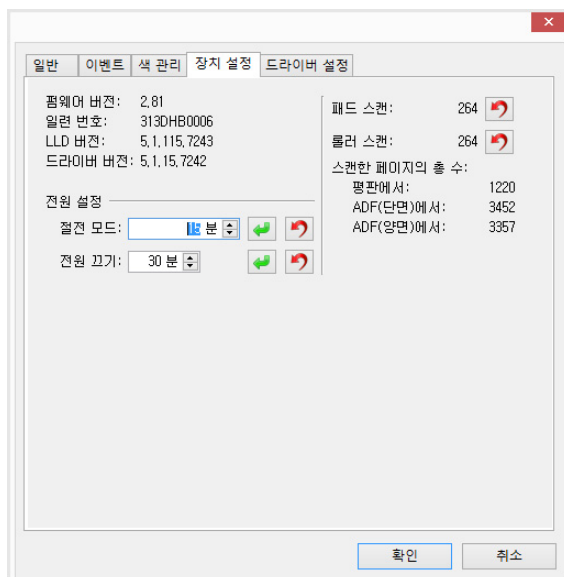 일반 이벤트 색 관리 장치 설정 드라이버 설정
펌웨어 버전: 2.81
일련 번호: 313DHB0006
LLD 버전: 5.1.115.7243
드라이버 버전: 5.1.15.7242
전원 설정
절전 모드: 15 분
전원 끄기: 30 분
패드 스캔: 264
롤러 스캔: 264
스캔한 페이지의 총 수:
평판에서: 1220
ADF(단면)에서: 3452
ADF(양면)에서: 3357
확인 취소